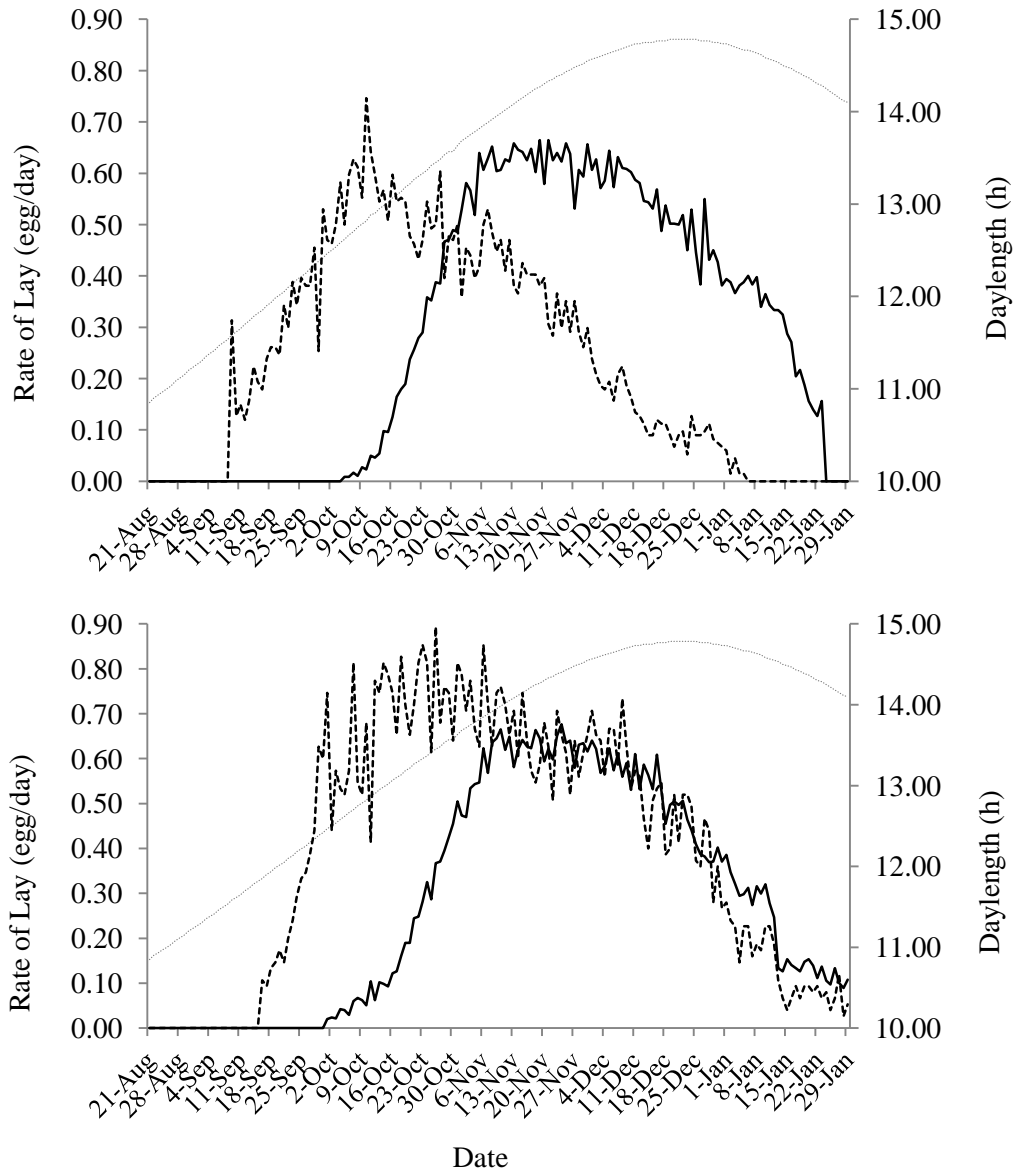 0.90
0.80
0.70
0.60
0.50
0.40
0.30
0.20
0.10
0.00
Rate of Lay (egg/day)
15.00
14.00
13.00
12.00
11.00
10.00
Daylength (h)
21-Aug
28-Aug
4-Sep
11-Sep
18-Sep
25-Sep
2-Oct
9-Oct
16-Oct
23-Oct
30-Oct
6-Nov
13-Nov
20-Nov
27-Nov
4-Dec
11-Dec
18-Dec
25-Dec
1-Jan
8-Jan
15-Jan
22-Jan
29-Jan
0.90
0.80
0.70
0.60
0.50
0.40
0.30
0.20
0.10
0.00
Rate of Lay (egg/day)
15.00
14.00
13.00
12.00
11.00
10.00
Daylength (h)
21-Aug
28-Aug
4-Sep
11-Sep
18-Sep
25-Sep
2-Oct
9-Oct
16-Oct
23-Oct
30-Oct
6-Nov
13-Nov
20-Nov
27-Nov
4-Dec
11-Dec
18-Dec
25-Dec
1-Jan
8-Jan
15-Jan
22-Jan
29-Jan
Date